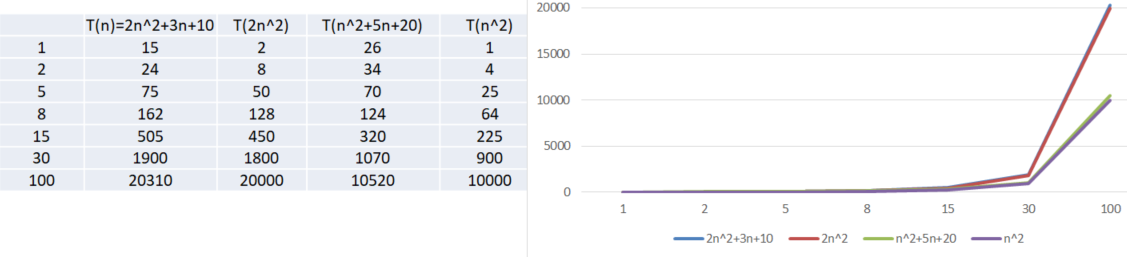 T(n)=2n^2+3n+10 T(2n^2) T(n^2+5n+20) T(n^2)
1 15 2 26 1
2 24 8 34 4
5 75 50 70 25
8 162 128 124 64
15 505 450 320 225
30 1900 1800 1070 900
100 20310 20000 10520 10000
20000
15000
10000
5000
0
1 2 5 8 15 30 100
2n^2+3n+10 2n^2 n^2+5n+20 n^2